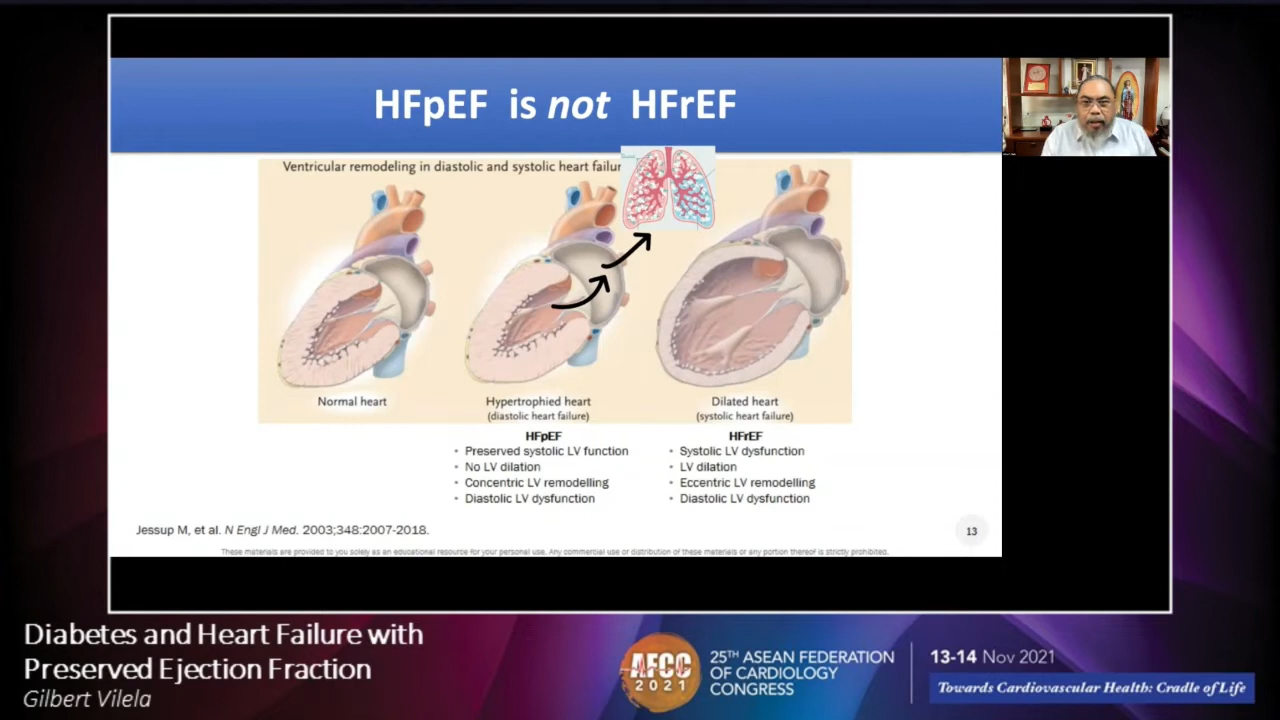 HFpEF is not HFrEF
Ventricular remodeling in diastolic and systolic heart failur
Normal heart
Hypertrophied heart
(diastolic heart failure)
Dilated heart
(systolic heart failure)
HFpEF
• Preserved systolic LV function
• No LV dilation
• Concentric LV remodelling
• Diastolic LV dysfunction
HFrEF
• Systolic LV dysfunction
• LV dilation
• Eccentric LV remodelling
• Diastolic LV dysfunction
Jessup M, et al. N Engl J Med. 2003;348:2007-2018.
13
These materials are provided to you solely as an educational resource for your personal use. Any commercial use or distribution of these materials or any portion thereof is strictly prohibited.
Diabetes and Heart Failure with
Preserved Ejection Fraction
Gilbert Vilela
AFCC
2021
25TH ASEAN FEDERATION
OF CARDIOLOGY
CONGRESS
13-14 Nov 2021
Towards Cardiovascular Health: Cradle of Life